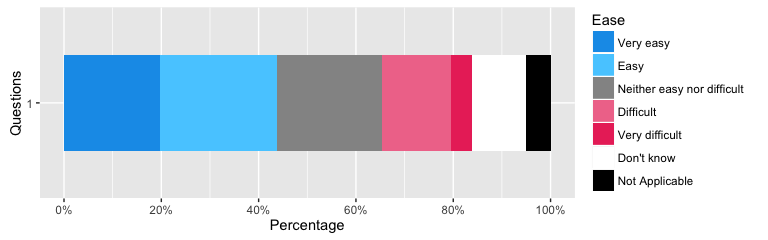 Ease
Very easy
Easy
Neither easy nor difficult
Difficult
Very difficult
Don't know
Not Applicable
Questions
1
0% 20% 40% 60% 80% 100%
Percentage